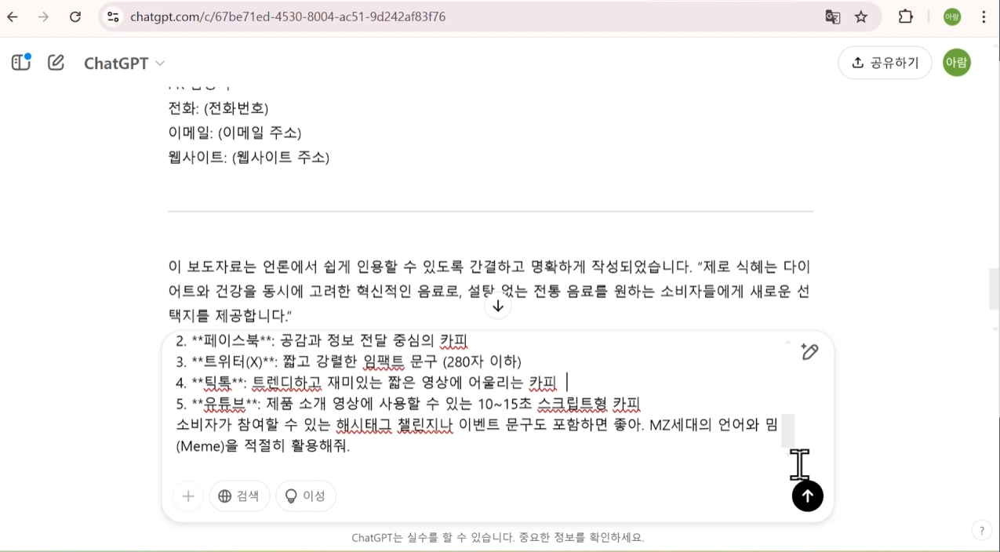 chatgpt.com/c/67be71ed-4530-8004-ac51-9d242af83f76
아람
ChatGPT
공유하기
아람
전화: (전화번호)
이메일: (이메일 주소)
웹사이트: (웹사이트 주소)
이 보도자료는 언론에서 쉽게 인용할 수 있도록 간결하고 명확하게 작성되었습니다. "제로 식혜는 다이
어트와 건강을 동시에 고려한 혁신적인 음료로, 설탕 없는 전통 음료를 원하는 소비자들에게 새로운 선
택지를 제공합니다."
2. **페이스북**: 공감과 정보 전달 중심의 카피
3. **트위터(X)**: 짧고 강렬한 임팩트 문구 (280자 이하)
4. **틱톡**: 트렌디하고 재미있는 짧은 영상에 어울리는 카피
5. **유튜브**: 제품 소개 영상에 사용할 수 있는 10~15초 스크립트형 카피
소비자가 참여할 수 있는 해시태그 챌린지나 이벤트 문구도 포함하면 좋아. MZ세대의 언어와 밈
(Meme)을 적절히 활용해줘.
검색
이성
ChatGPT는 실수를 할 수 있습니다. 중요한 정보를 확인하세요.
?